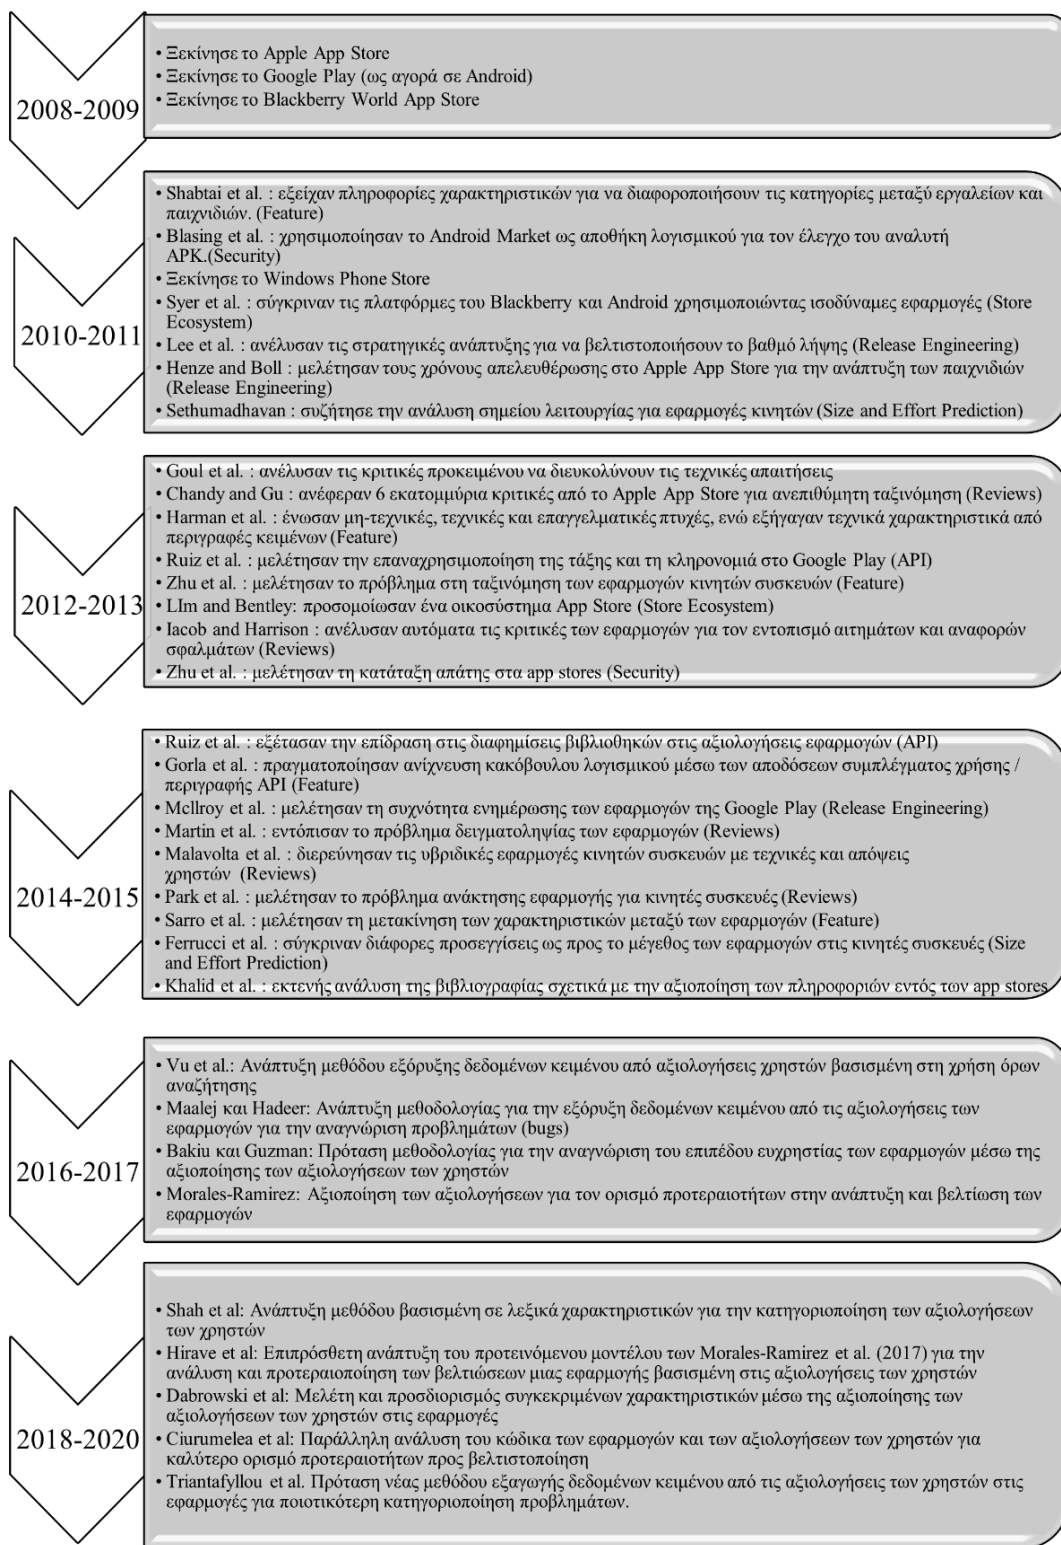 2008-2009
• Ξεκίνησε το Apple App Store
• Ξεκίνησε το Google Play (ως αγορά σε Android)
• Ξεκίνησε το Blackberry World App Store
2010-2011
• Shabtai et al. : εξείχαν πληροφορίες χαρακτηριστικών για να διαφοροποιήσουν τις κατηγορίες μεταξύ εργαλείων και
παιχνιδιών. (Feature)
• Blasing et al. : χρησιμοποίησαν το Android Market ως αποθήκη λογισμικού για τον έλεγχο του αναλυτή
APK.(Security)
• Ξεκίνησε το Windows Phone Store
• Syer et al. : σύγκριναν τις πλατφόρμες του Blackberry και Android χρησιμοποιώντας ισοδύναμες εφαρμογές (Store
Ecosystem)
• Lee et al. : ανέλυσαν τις στρατηγικές ανάπτυξης για να βελτιστοποιήσουν το βαθμό λήψης (Release Engineering)
• Henze and Boll : μελέτησαν τους χρόνους απελευθέρωσης στο Apple App Store για την ανάπτυξη των παιχνιδιών
(Release Engineering)
• Sethumadhavan : συζήτησε την ανάλυση σημείου λειτουργίας για εφαρμογές κινητών (Size and Effort Prediction)
2012-2013
• Goul et al. : ανέλυσαν τις κριτικές προκειμένου να διευκολύνουν τις τεχνικές απαιτήσεις
• Chandy and Gu : ανέφεραν 6 εκατομμύρια κριτικές από το Apple App Store για ανεπιθύμητη ταξινόμηση (Reviews)
• Harman et al. : ένωσαν μη-τεχνικές, τεχνικές και επαγγελματικές πτυχές, ενώ εξήγαγαν τεχνικά χαρακτηριστικά από
περιγραφές κειμένων (Feature)
• Ruiz et al. : μελέτησαν την επαναχρησιμοποίηση της τάξης και τη κληρονομιά στο Google Play (API)
• Zhu et al. : μελέτησαν το πρόβλημα στη ταξινόμηση των εφαρμογών κινητών συσκευών (Feature)
• LIm and Bentley: προσομοίωσαν ένα οικοσύστημα App Store (Store Ecosystem)
• Iacob and Harrison : ανέλυσαν αυτόματα τις κριτικές των εφαρμογών για τον εντοπισμό αιτημάτων και αναφορών
σφαλμάτων (Reviews)
• Zhu et al. : μελέτησαν τη κατάταξη απάτης στα app stores (Security)
2014-2015
• Ruiz et al. : εξέτασαν την επίδραση στις διαφημίσεις βιβλιοθηκών στις αξιολογήσεις εφαρμογών (API)
• Gorla et al. : πραγματοποίησαν ανίχνευση κακόβουλου λογισμικού μέσω των αποδόσεων συμπλέγματος χρήσης /
περιγραφής API (Feature)
• Mcllroy et al. : μελέτησαν τη συχνότητα ενημέρωσης των εφαρμογών της Google Play (Release Engineering)
• Martin et al. : εντόπισαν το πρόβλημα δειγματοληψίας των εφαρμογών (Reviews)
• Malavolta et al. : διερεύνησαν τις υβριδικές εφαρμογές κινητών συσκευών με τεχνικές και απόψεις
χρηστών (Reviews)
• Park et al. : μελέτησαν το πρόβλημα ανάκτησης εφαρμογής για κινητές συσκευές (Reviews)
• Sarro et al. : μελέτησαν τη μετακίνηση των χαρακτηριστικών μεταξύ των εφαρμογών (Feature)
• Ferrucci et al. : σύγκριναν διάφορες προσεγγίσεις ως προς το μέγεθος των εφαρμογών στις κινητές συσκευές (Size
and Effort Prediction)
• Khalid et al. : εκτενής ανάλυση της βιβλιογραφίας σχετικά με την αξιοποίηση των πληροφοριών εντός των app stores
2016-2017
• Vu et al.: Ανάπτυξη μεθόδου εξόρυξης δεδομένων κειμένου από αξιολογήσεις χρηστών βασισμένη στη χρήση όρων
αναζήτησης
• Maalej και Hadeer: Ανάπτυξη μεθοδολογίας για την εξόρυξη δεδομένων κειμένου από τις αξιολογήσεις των
εφαρμογών για την αναγνώριση προβλημάτων (bugs)
• Bakiu και Guzman: Πρόταση μεθοδολογίας για την αναγνώριση του επιπέδου ευχρηστίας των εφαρμογών μέσω της
αξιοποίησης των αξιολογήσεων των χρηστών
• Morales-Ramirez: Αξιοποίηση των αξιολογήσεων για τον ορισμό προτεραιοτήτων στην ανάπτυξη και βελτίωση των
εφαρμογών
2018-2020
• Shah et al: Ανάπτυξη μεθόδου βασισμένη σε λεξικά χαρακτηριστικών για την κατηγοριοποίηση των αξιολογήσεων
των χρηστών
• Hirave et al: Επιπρόσθετη ανάπτυξη του προτεινόμενου μοντέλου των Morales-Ramirez et al. (2017) για την
ανάλυση και προτεραιοποίηση των βελτιώσεων μιας εφαρμογής βασισμένη στις αξιολογήσεις των χρηστών
• Dabrowski et al: Μελέτη και προσδιορισμός συγκεκριμένων χαρακτηριστικών μέσω της αξιοποίησης των
αξιολογήσεων των χρηστών στις εφαρμογές
• Ciurumelea et al: Παράλληλη ανάλυση του κώδικα των εφαρμογών και των αξιολογήσεων των χρηστών για
καλύτερο ορισμό προτεραιοτήτων προς βελτιστοποίηση
• Triantafyllou et al. Πρόταση νέας μεθόδου εξαγωγής δεδομένων κειμένου από τις αξιολογήσεις των χρηστών στις
εφαρμογές για ποιοτικότερη κατηγοριοποίηση προβλημάτων.